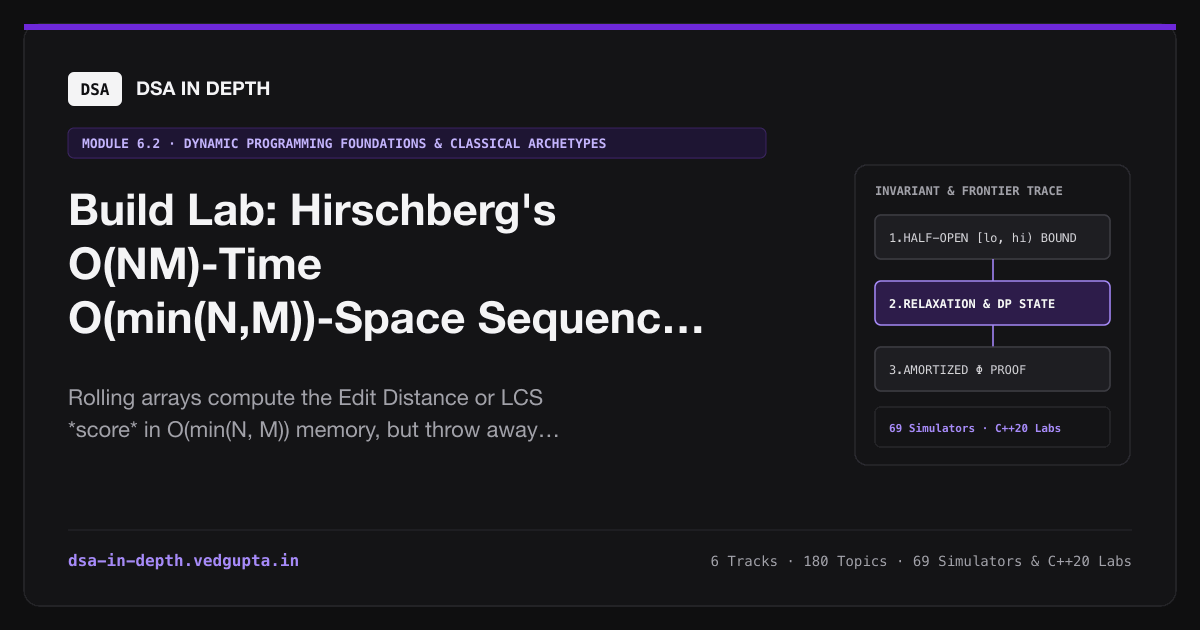 DSA DSA IN DEPTH
MODULE 6.2 · DYNAMIC PROGRAMMING FOUNDATIONS & CLASSICAL ARCHETYPES
Build Lab: Hirschberg's
O(NM)-Time
O(min(N,M))-Space Sequenc…
Rolling arrays compute the Edit Distance or LCS
*score* in O(min(N, M)) memory, but throw away…
INVARIANT & FRONTIER TRACE
1.HALF-OPEN [lo, hi) BOUND
2.RELAXATION & DP STATE
3.AMORTIZED Φ PROOF
69 Simulators · C++20 Labs
dsa-in-depth.vedgupta.in
6 Tracks · 180 Topics · 69 Simulators & C++20 Labs